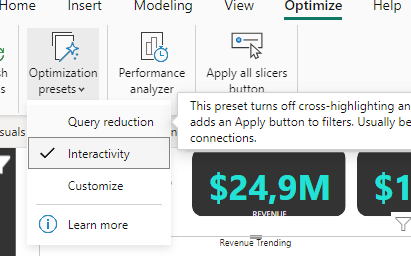 Home Insert Modeling View Optimize Help
Optimization presets
Performance analyzer
Apply all slicers button
Query reduction
Interactivity
Customize
Learn more
This preset turns off cross-highlighting an
adds an Apply button to filters. Usually be
connections.
$24,9M
REVENUE
Revenue Trending